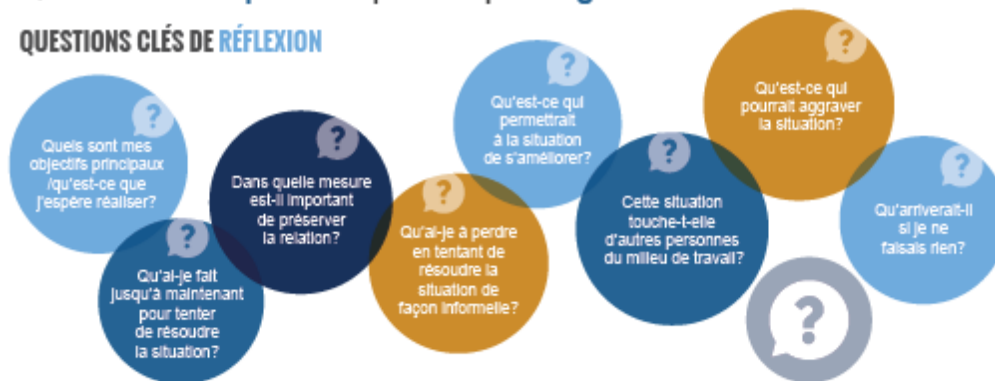 QUESTIONS CLÉS DE RÉFLEXION
Quels sont mes
objectifs principaux
/qu'est-ce que
j'espère réaliser?
Qu'ai-je fait
jusqu'à maintenant
pour tenter
de résoudre
la situation?
Dans quelle mesure
est-il important
de préserver
la relation?
Qu'ai-je à perdre
en tentant de
résoudre la
situation de
façon informelle?
Qu'est-ce qui
permettrait
à la situation
de s'améliorer?
Cette situation
touche-t-elle
d'autres personnes
du milieu de travail?
Qu'est-ce qui
pourrait aggraver
la situation?
Qu'arriverait-il
si je ne
faisais rien?